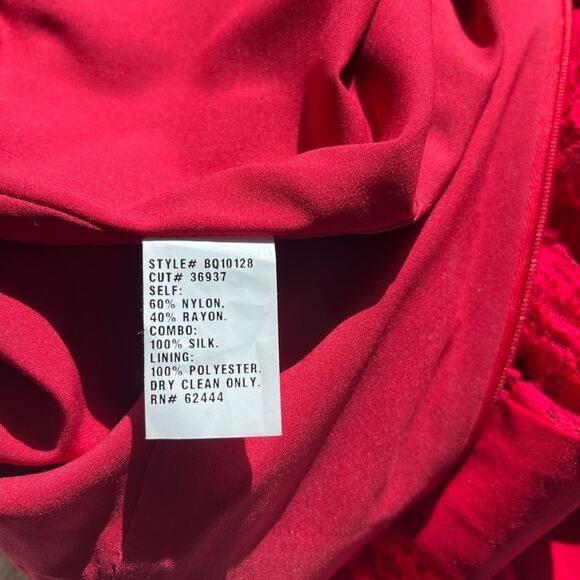 STYLE# BQ10128
CUT# 36937
SELF:
60% NYLON.
40% RAYON.
COMBO:
100% SILK.
LINING:
100% POLYESTER.
DRY CLEAN ONLY.
RN# 62444